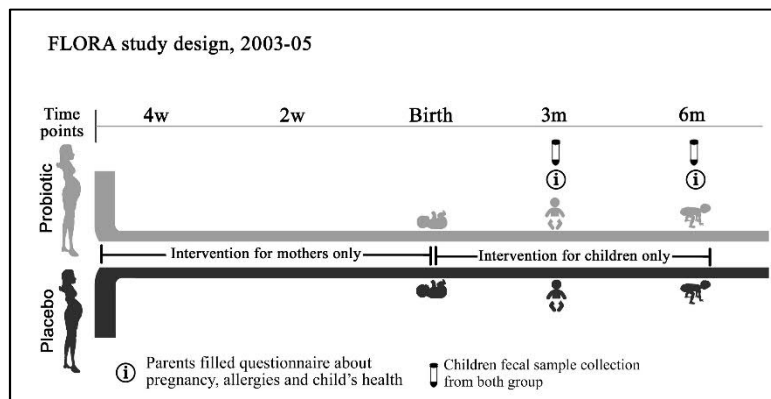 FLORA study design, 2003-05
Time points
4w
2w
Birth
3m
6m
Probiotic
i
i
Intervention for mothers only
Intervention for children only
Placebo
i
Parents filled questionnaire about
pregnancy, allergies and child's health
Children fecal sample collection
from both group